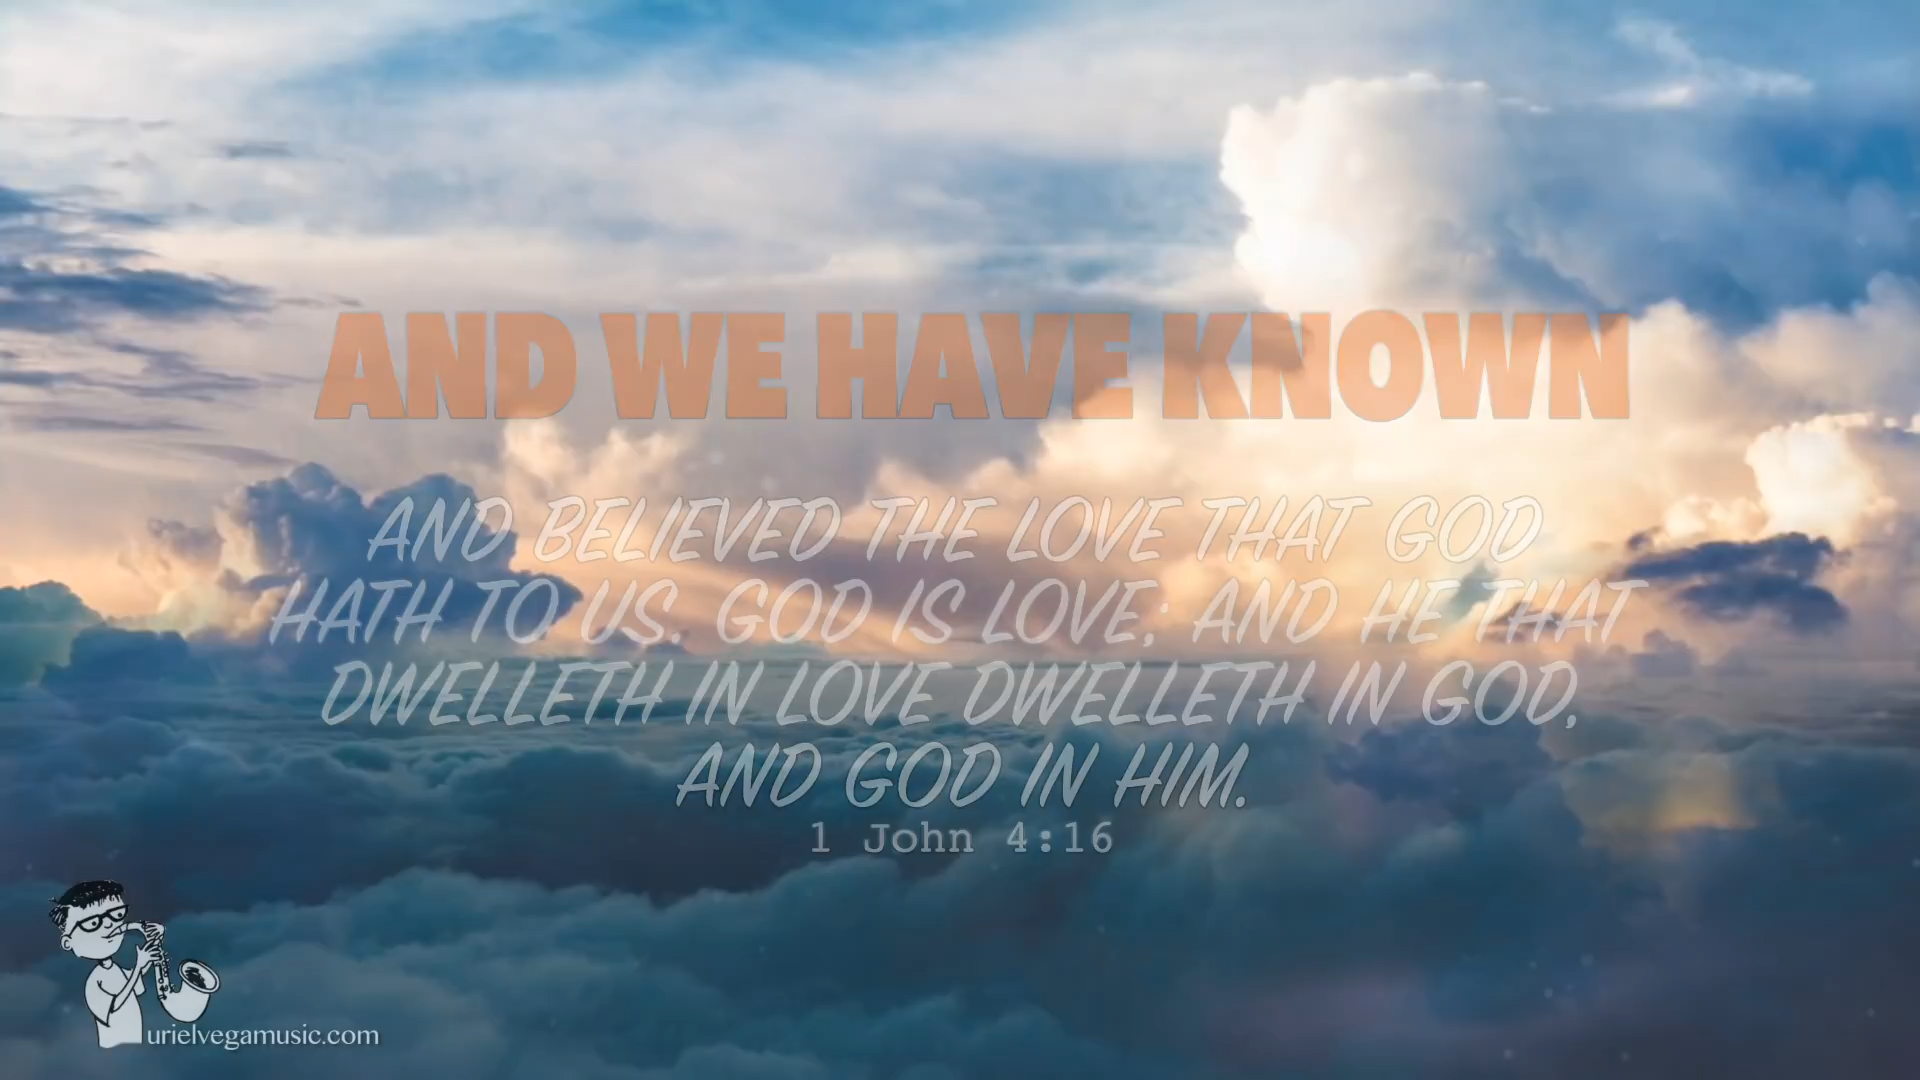 AND WE HAVE KNOWN
AND BELIEVED THE LOVE THAT GOD
HATH TO US. GOD IS LOVE; AND HE THAT
DWELLETH IN LOVE DWELLETH IN GOD,
AND GOD IN HIM.
1 John 4:16
urielvegamusic.com